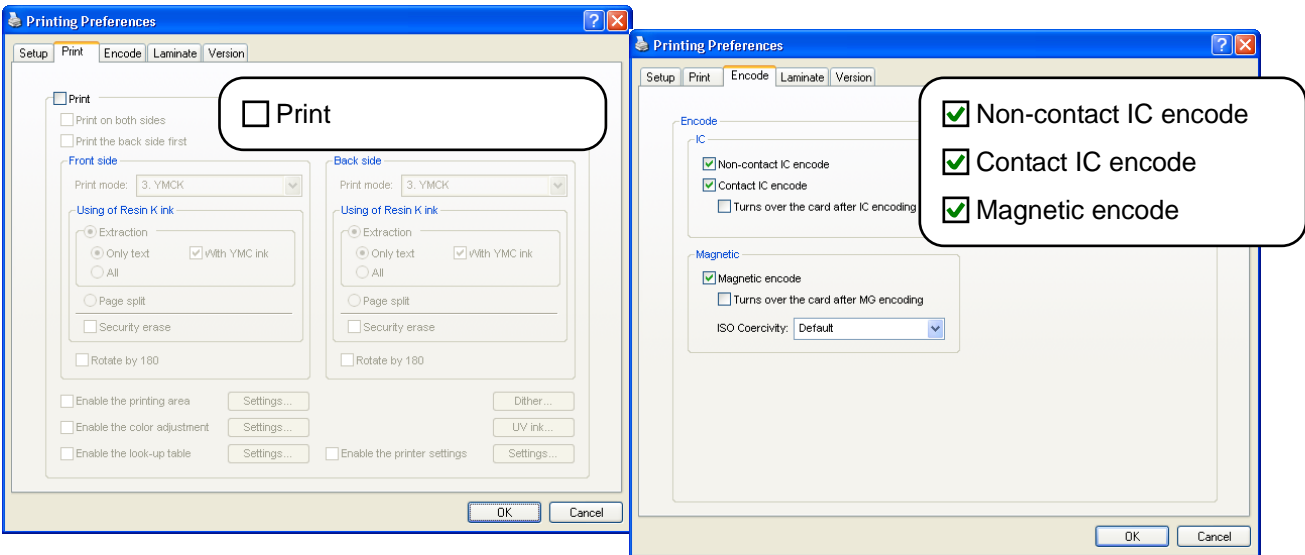 Printing Preferences
Setup Print Encode Laminate Version
Print
Print
Print on both sides
Print the back side first
Front side
Print mode: 3. YMCK
Using of Resin K ink
Extraction
Only text With YMC ink
All
Page split
Security erase
Rotate by 180
Back side
Print mode: 3. YMCK
Using of Resin K ink
Extraction
Only text With YMC ink
All
Page split
Security erase
Rotate by 180
Enable the printing area Settings... Dither...
Enable the color adjustment Settings... UV ink...
Enable the look-up table Settings... Enable the printer settings Settings...
OK Cancel
Printing Preferences
Setup Print Encode Laminate Version
Non-contact IC encode
Contact IC encode
Magnetic encode
Encode
IC
Non-contact IC encode
Contact IC encode
Turns over the card after IC encoding
Magnetic
Magnetic encode
Turns over the card after MG encoding
ISO Coercivity: Default
OK Cancel